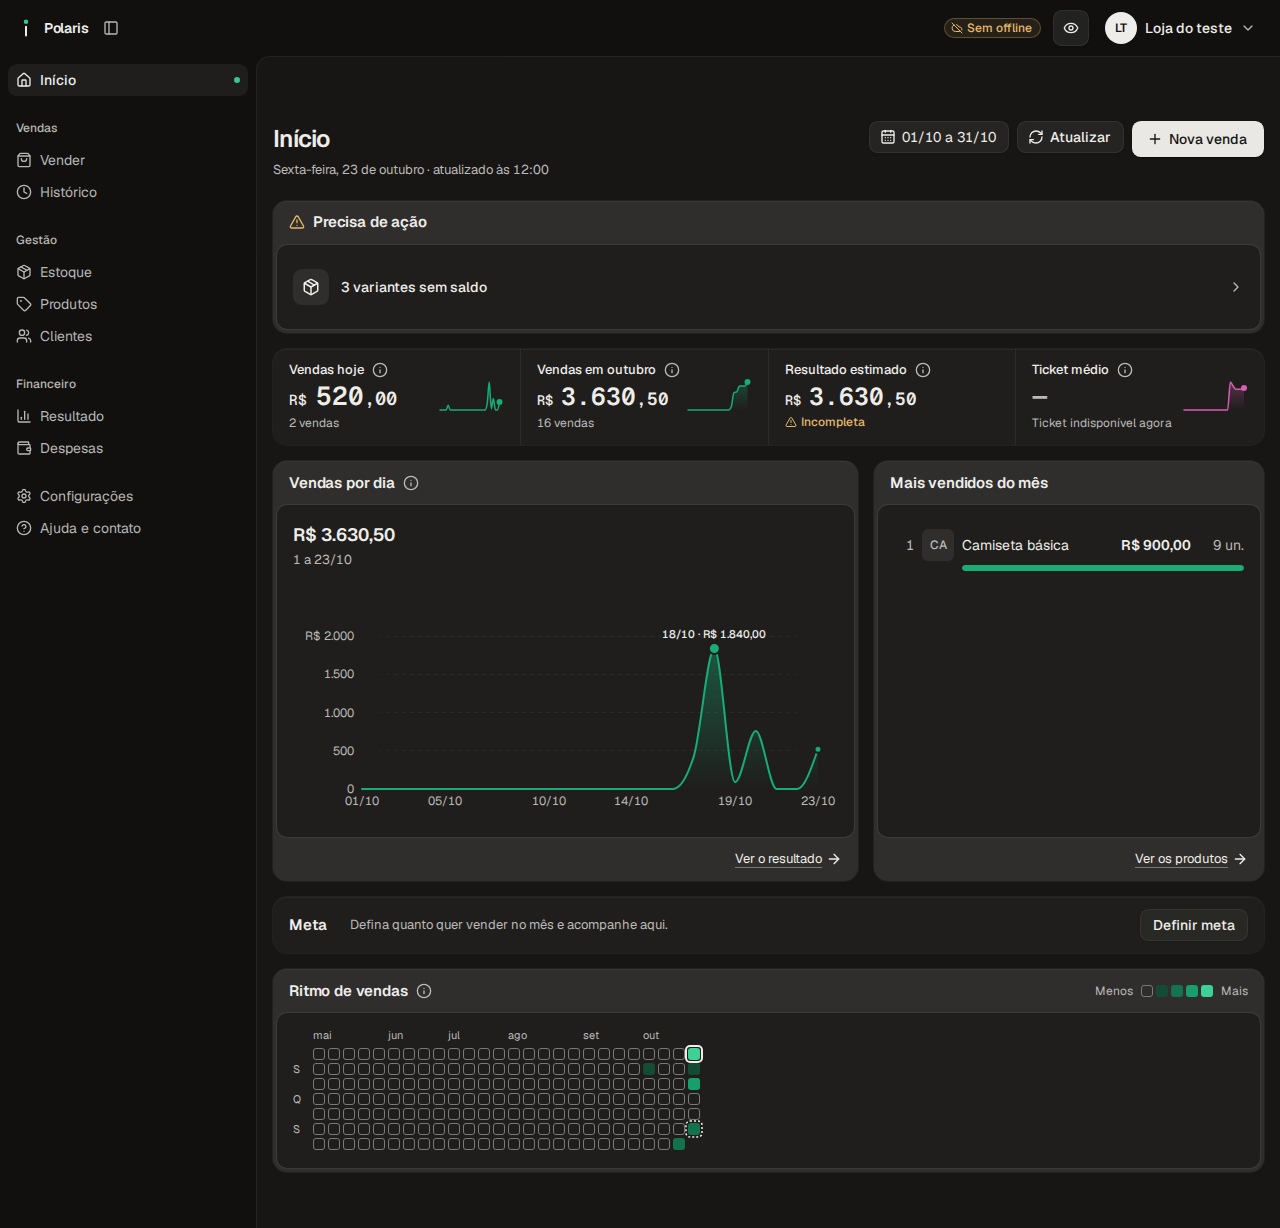 Polaris
Sem offline
LT
Loja do teste
Início
Vendas
Vender
Histórico
Gestão
Estoque
Produtos
Clientes
Financeiro
Resultado
Despesas
Configurações
Ajuda e contato
Início
Sexta-feira, 23 de outubro · atualizado às 12:00
01/10 a 31/10
Atualizar
Nova venda
Precisa de ação
3 variantes sem saldo
Vendas hoje
R$ 520,00
2 vendas
Vendas em outubro
R$ 3.630,50
16 vendas
Resultado estimado
R$ 3.630,50
Incompleta
Ticket médio
—
Ticket indisponível agora
Vendas por dia
R$ 3.630,50
1 a 23/10
18/10 · R$ 1.840,00
R$ 2.000
1.500
1.000
500
0
01/10 05/10 10/10 14/10 19/10 23/10
Ver o resultado
Mais vendidos do mês
1 CA Camiseta básica R$ 900,00 9 un.
Ver os produtos
Meta
Defina quanto quer vender no mês e acompanhe aqui.
Definir meta
Ritmo de vendas
Menos Mais
mai jun jul ago set out
S
Q
S